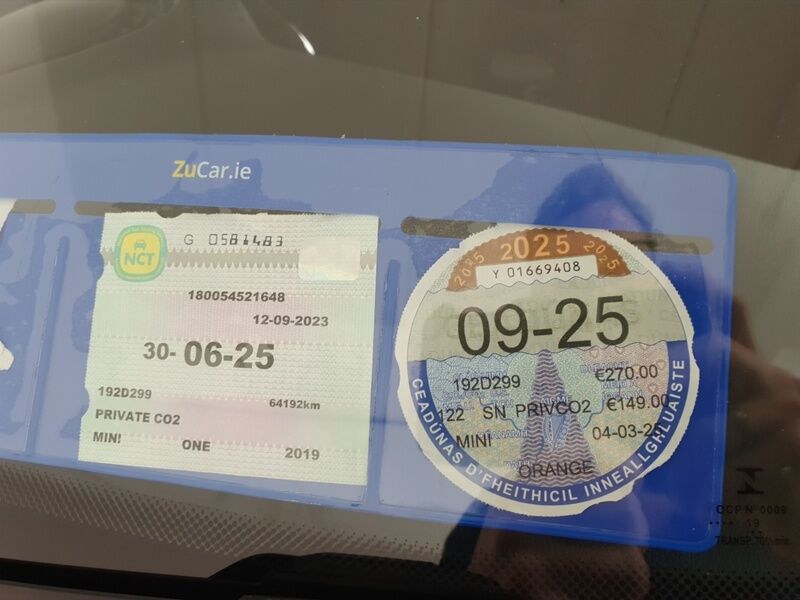 ZuCar.ie
NCT
G 0581483
180054521648
12-09-2023
30- 06-25
192D299
64192km
PRIVATE CO2
MINI ONE 2019
2025 2025 2025
Y 01669408
09-25
192D299 €270.00
122 SN PRIVCO2 €149.00
MINI 04-03-25
ORANGE
CEADÚNAS D'FHEITHICIL INNEALLGHLUAISTE
19